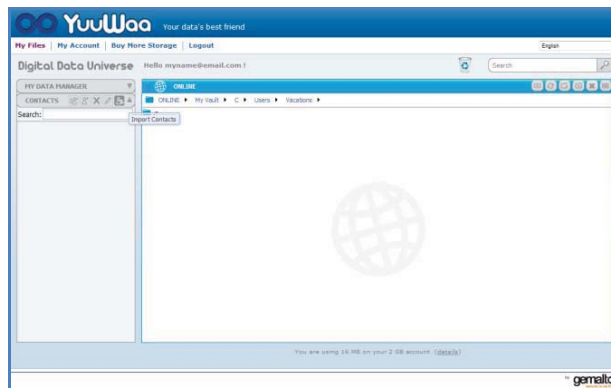 YuuWaa Your data's best friend
My Files | My Account | Buy More Storage | Logout
English
Digital Data Universe Hello myname@email.com !
Search
MY DATA MANAGER
ONLINE
CONTACTS
ONLINE My Vault C Users Vacations
Search:
Import Contacts
You are using 16 MB on your 2 GB account (details)
gemalto